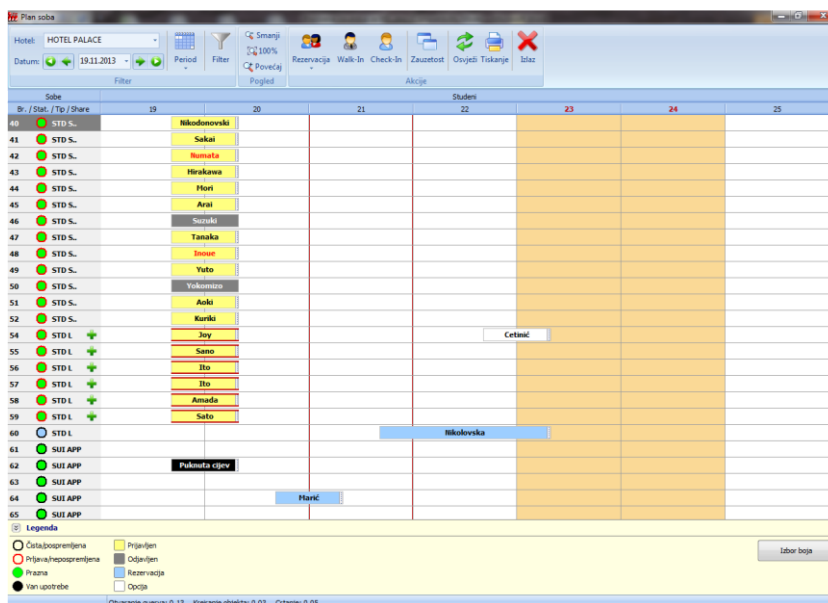 Plan soba
Hotel: HOTEL PALACE
Datum: 19.11.2013
Period
Filter
Filter
Smanji
100%
Povećaj
Pogled
Rezervacija Walk-In Check-In Zauzetost Osvježi Tiskanje Izlaz
Akcije
Sobe Studeni
Br. / Stat. / Tip / Share 19 20 21 22 23 24 25
40 STD S.. Nikodonovski
41 STD S.. Sakai
42 STD S.. Numata
43 STD S.. Hirakawa
44 STD S.. Mori
45 STD S.. Arai
46 STD S.. Suzuki
47 STD S.. Tanaka
48 STD S.. Inoue
49 STD S.. Yuto
50 STD S.. Yokomizo
51 STD S.. Aoki
52 STD S.. Kuriki
54 STD L Joy Cetinić
55 STD L Sano
56 STD L Ito
57 STD L Ito
58 STD L Amada
59 STD L Sato
60 STD L Nikolovska
61 SUI APP
62 SUI APP Puknuta cijev
63 SUI APP
64 SUI APP Marić
65 SUI APP
Legenda
Čista/pospremljena Prijavljen
Prljava/nepospremljena Odjavljen
Prazna Rezervacija
Van upotrebe Opcija
Izbor boja